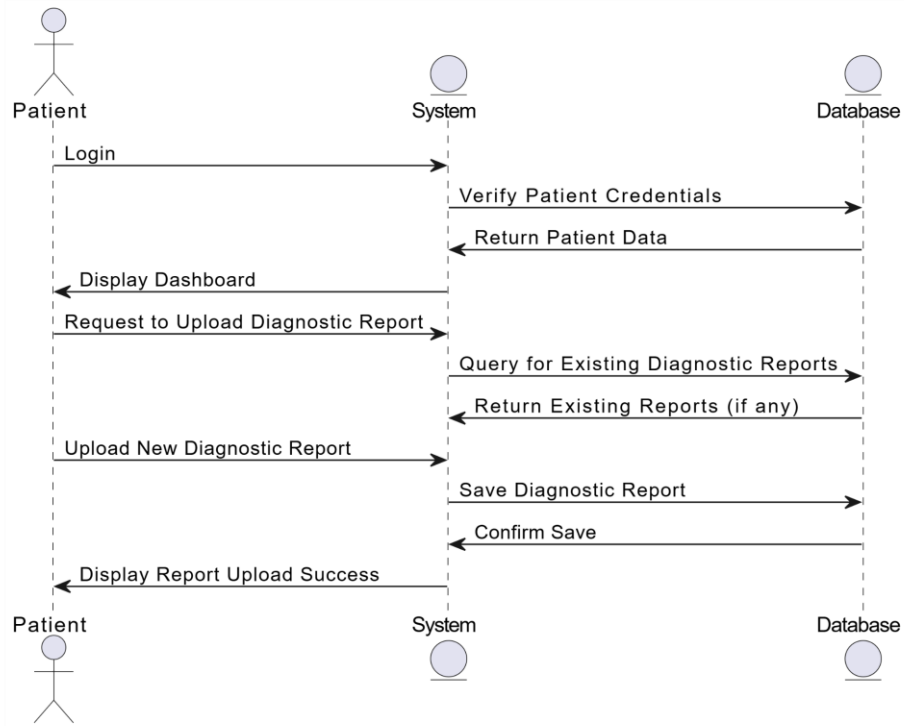 Patient
System
Database
Login
Verify Patient Credentials
Return Patient Data
Display Dashboard
Request to Upload Diagnostic Report
Query for Existing Diagnostic Reports
Return Existing Reports (if any)
Upload New Diagnostic Report
Save Diagnostic Report
Confirm Save
Display Report Upload Success
Patient
System
Database